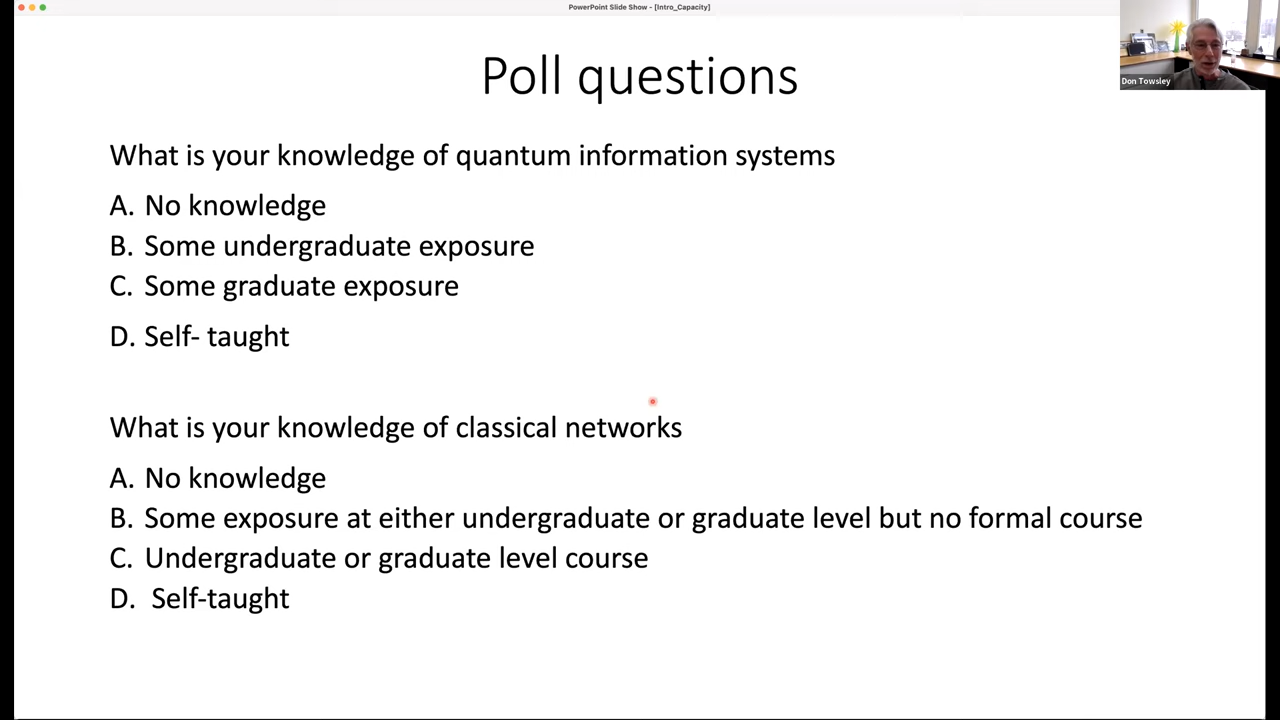 PowerPoint Slide Show - [Intro_Capacity]
Poll questions
Don Towsley
What is your knowledge of quantum information systems
A. No knowledge
B. Some undergraduate exposure
C. Some graduate exposure
D. Self- taught
What is your knowledge of classical networks
A. No knowledge
B. Some exposure at either undergraduate or graduate level but no formal course
C. Undergraduate or graduate level course
D. Self-taught